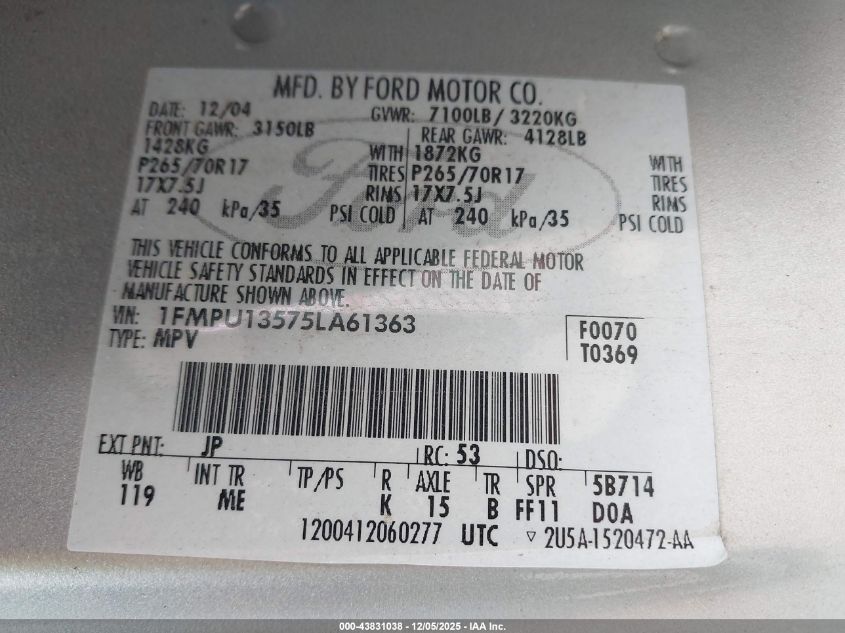 MFD. BY FORD MOTOR CO.
DATE: 12/04 GVWR: 7100LB/ 3220KG
FRONT GAWR: 3150LB REAR GAWR: 4128LB
1428KG WITH 1872KG WITH
P265/70R17 TIRES P265/70R17 TIRES
17X7.5J RIMS 17X7.5J RIMS
AT 240 kPa/35 PSI COLD AT 240 kPa/35 PSI COLD
Ford
THIS VEHICLE CONFORMS TO ALL APPLICABLE FEDERAL MOTOR
VEHICLE SAFETY STANDARDS IN EFFECT ON THE DATE OF
MANUFACTURE SHOWN ABOVE.
VIN: 1FMPU13575LA61363
TYPE: MPV
F0070
T0369
EXT PNT: JP RC: 53 DSO:
WB INT TR TP/PS R AXLE TR SPR 5B714
119 ME K 15 B FF11 D0A
1200412060277 UTC ▽ 2U5A-1520472-AA
000-43831038 - 12/05/2025 - IAA Inc.